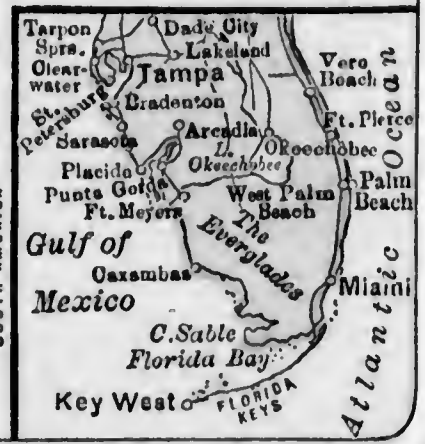 Tarpon
Sprs.
Dade City
Lakeland
Clear-
water
Tampa
St.
Petersburg
Bradenton
Sarasota
Arcadia
L.
Okeechobee
Okeechobee
Vero
Beach
Ft. Pierce
Placido
Punta Gorda
Ft. Meyers
West Palm
Beach
Palm
Beach
The
Everglades
Gulf of
Mexico
Caxambas
Miami
C. Sable
Florida Bay
Key West
FLORIDA
KEYS
Atlantic Ocean